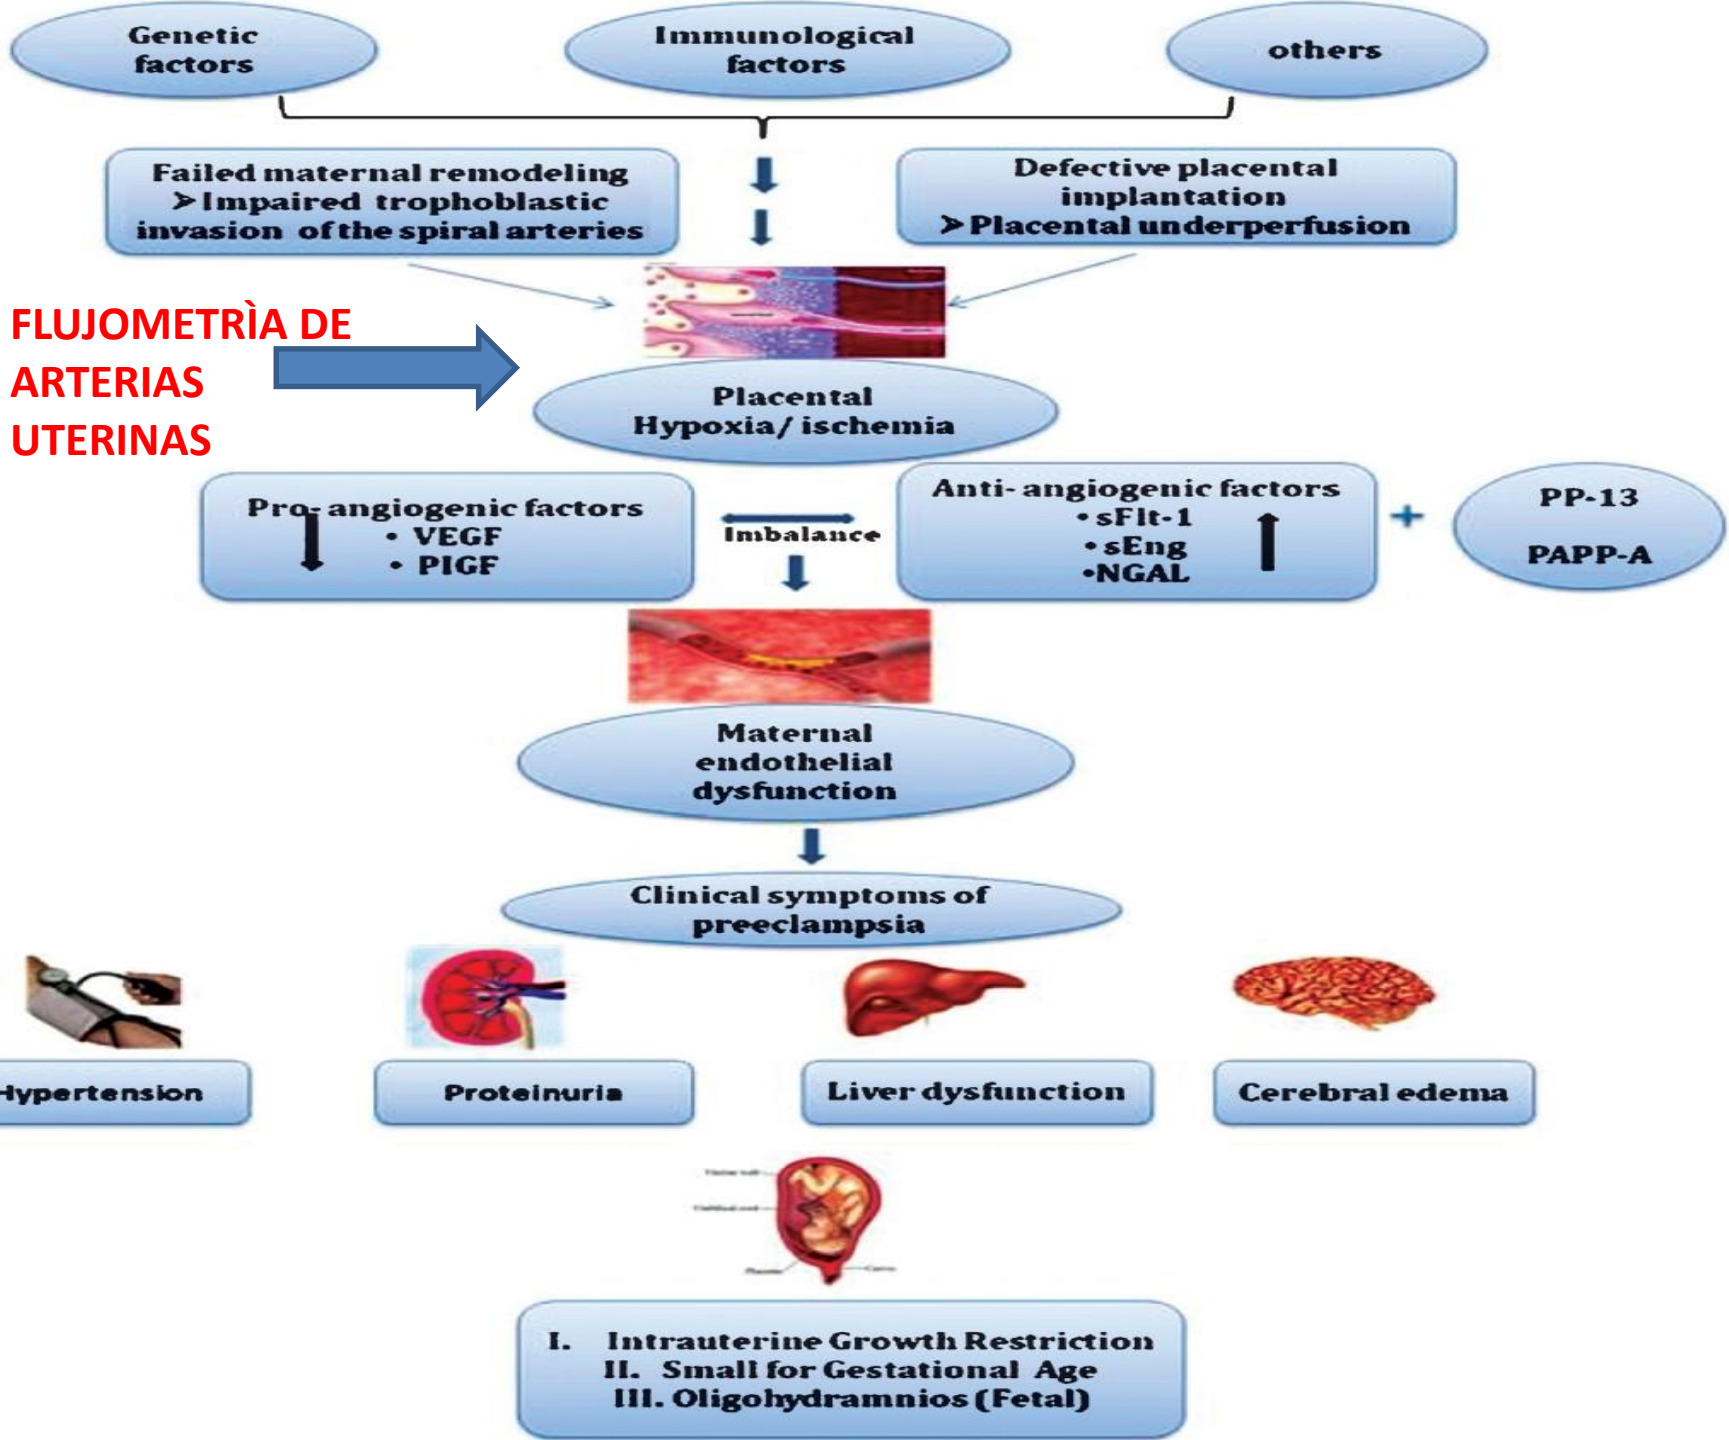 Genetic
factors
Immunological
factors
others
Failed maternal remodeling
➤Impaired trophoblastic
invasion of the spiral arteries
Defective placental
implantation
➤Placental underperfusion
FLUJOMETRÌA DE
ARTERIAS
UTERINAS
Placental
Hypoxia/ ischemia
Pro-angiogenic factors
• VEGF
• PIGF
Imbalance
Anti-angiogenic factors
• sFlt-1
• sEng
•NGAL
+
PP-13
PAPP-A
Maternal
endothelial
dysfunction
Clinical symptoms of
preeclampsia
Hypertension
Proteinuria
Liver dysfunction
Cerebral edema
Placenta
I. Intrauterine Growth Restriction
II. Small for Gestational Age
III. Oligohydramnios (Fetal)